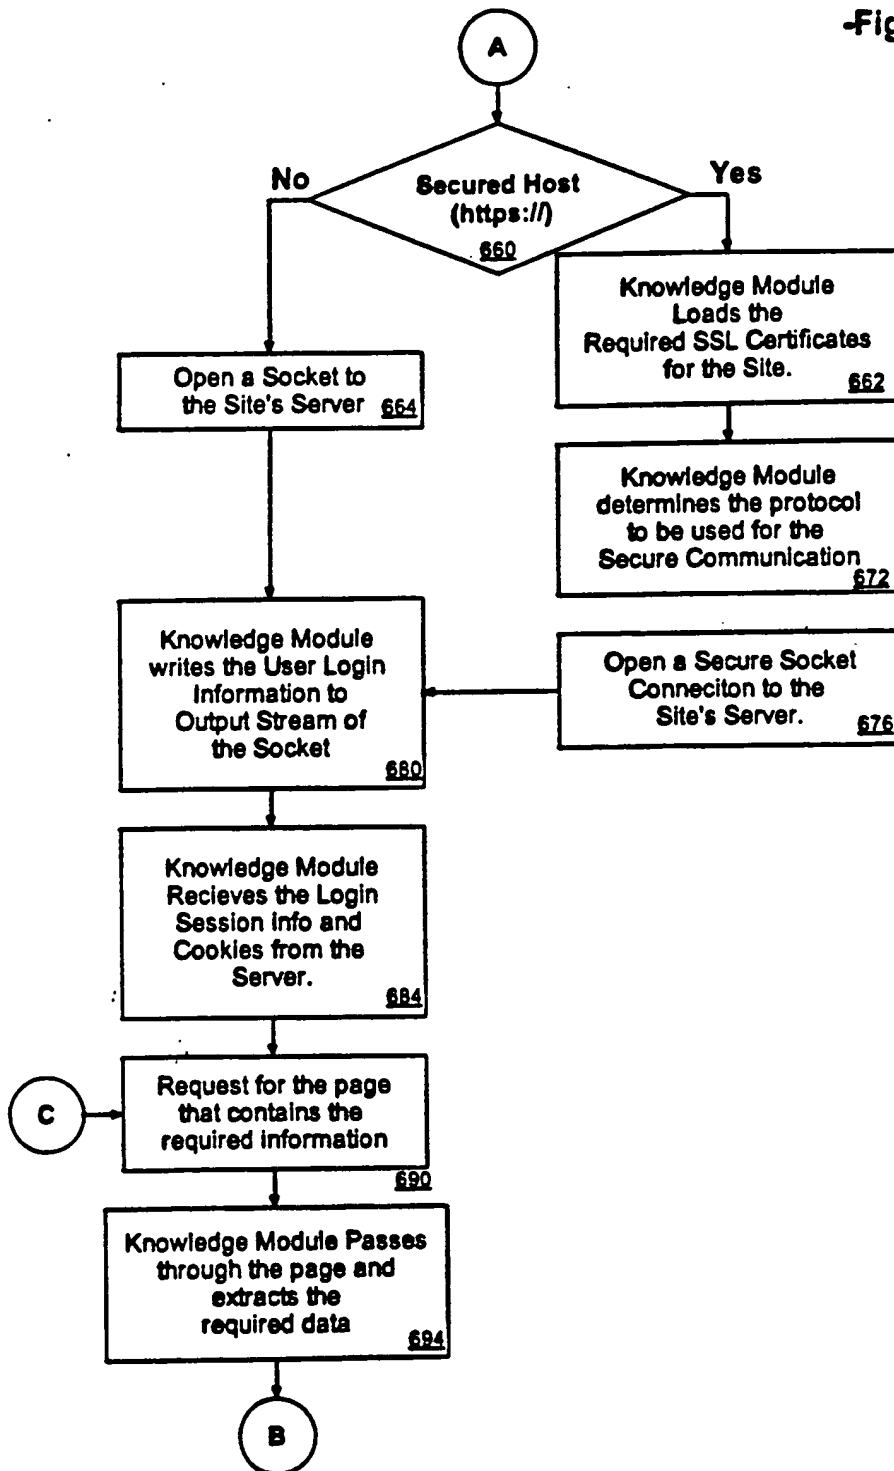 -Fig
A
No
Yes
Secured Host
(https://)
660
Knowledge Module
Loads the
Required SSL Certificates
for the Site.
662
Open a Socket to
the Site's Server 664
Knowledge Module
determines the protocol
to be used for the
Secure Communication
672
Knowledge Module
writes the User Login
Information to
Output Stream of
the Socket
680
Open a Secure Socket
Conneciton to the
Site's Server.
676
Knowledge Module
Recieves the Login
Session Info and
Cookies from the
Server.
684
C
Request for the page
that contains the
required information
690
Knowledge Module Passes
through the page and
extracts the
required data
694
B